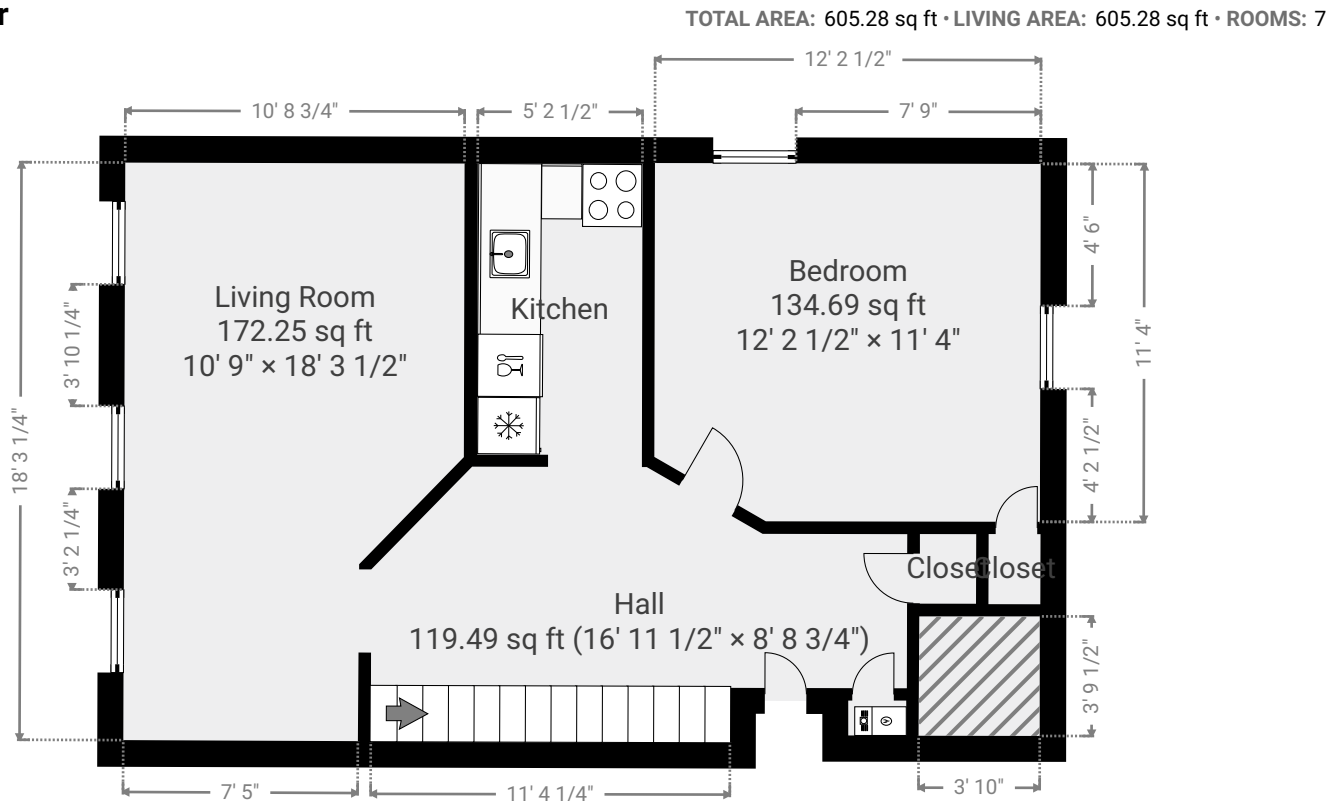 r
TOTAL AREA: 605.28 sq ft • LIVING AREA: 605.28 sq ft • ROOMS: 7
12' 2 1/2"
10' 8 3/4"
5' 2 1/2"
7' 9"
4' 6"
Bedroom
134.69 sq ft
12' 2 1/2" × 11' 4"
Living Room
172.25 sq ft
10' 9" × 18' 3 1/2"
Kitchen
3' 10 1/4"
11' 4"
18' 3 1/4"
4' 2 1/2"
3' 2 1/4"
Closet
Closet
Hall
119.49 sq ft (16' 11 1/2" × 8' 8 3/4")
3' 9 1/2"
7' 5"
11' 4 1/4"
3' 10"